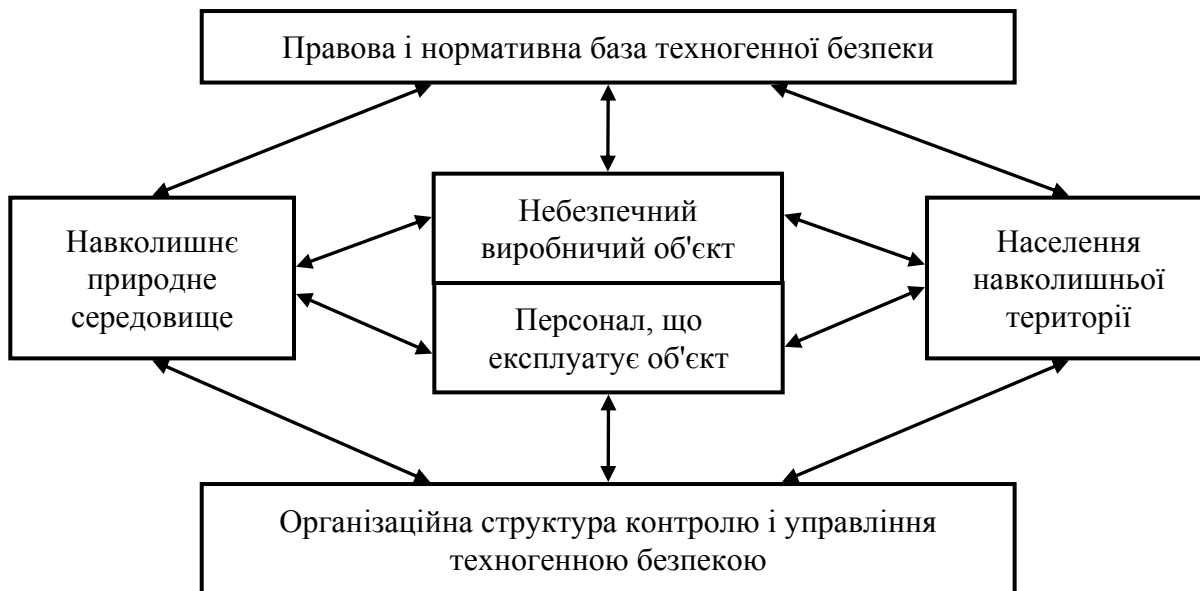 Правова і нормативна база техногенної безпеки
Небезпечний
виробничий об'єкт
Навколишнє
природне
середовище
Населення
навколишньої
території
Персонал, що
експлуатує об'єкт
Організаційна структура контролю і управління
техногенною безпекою